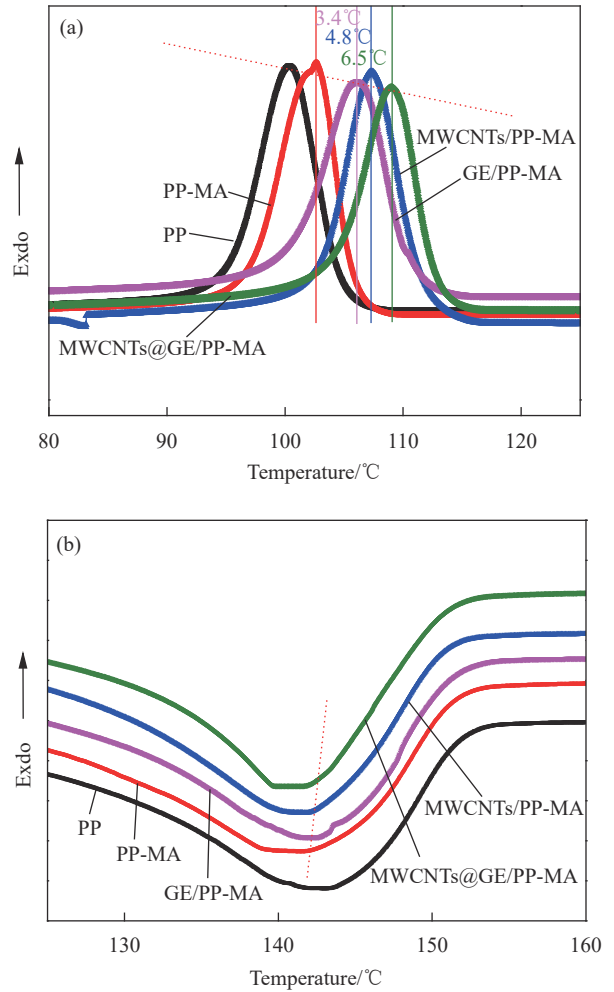 (a)
3.4℃
4.8℃
6.5℃
MWCNTs/PP-MA
GE/PP-MA
PP-MA
PP
MWCNTs@GE/PP-MA
Exdo
80 90 100 110 120
Temperature/℃
(b)
PP
PP-MA
GE/PP-MA
MWCNTs/PP-MA
MWCNTs@GE/PP-MA
Exdo
130 140 150 160
Temperature/℃